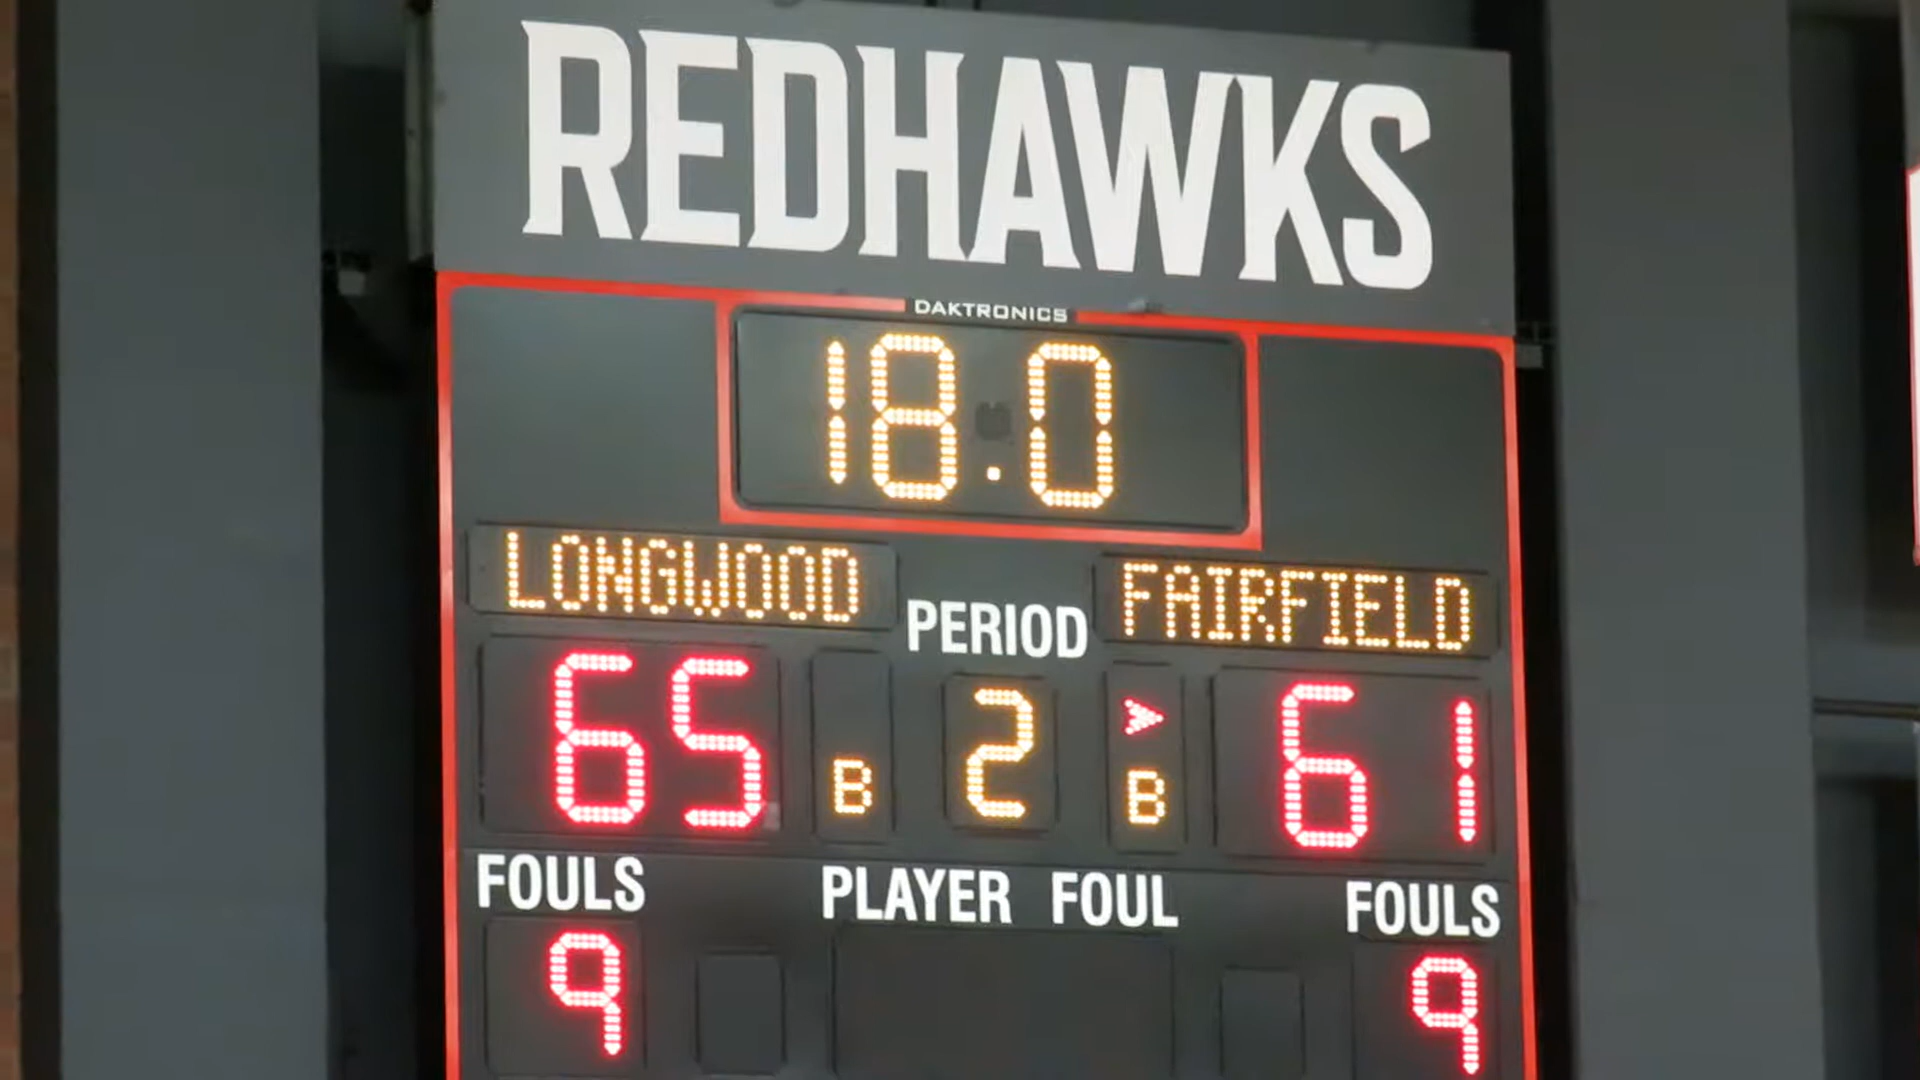 REDHAWKS
DAKTRONICS
18.0
LONGWOOD PERIOD FAIRFIELD
65 B 2 B 61
FOULS PLAYER FOUL FOULS
9 9